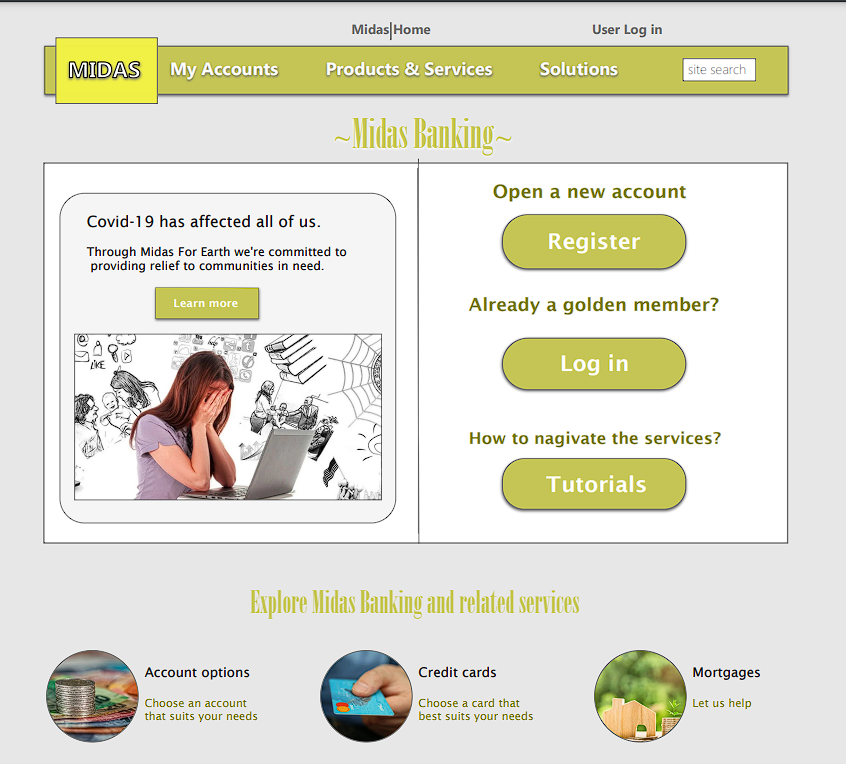 Midas|Home
User Log in
MIDAS
My Accounts
Products & Services
Solutions
site search
~Midas Banking~
Covid-19 has affected all of us.
Through Midas For Earth we're committed to
providing relief to communities in need.
Learn more
LIKE
Open a new account
Register
Already a golden member?
Log in
How to nagivate the services?
Tutorials
Explore Midas Banking and related services
Account options
Choose an account
that suits your needs
Credit cards
Choose a card that
best suits your needs
Mortgages
Let us help